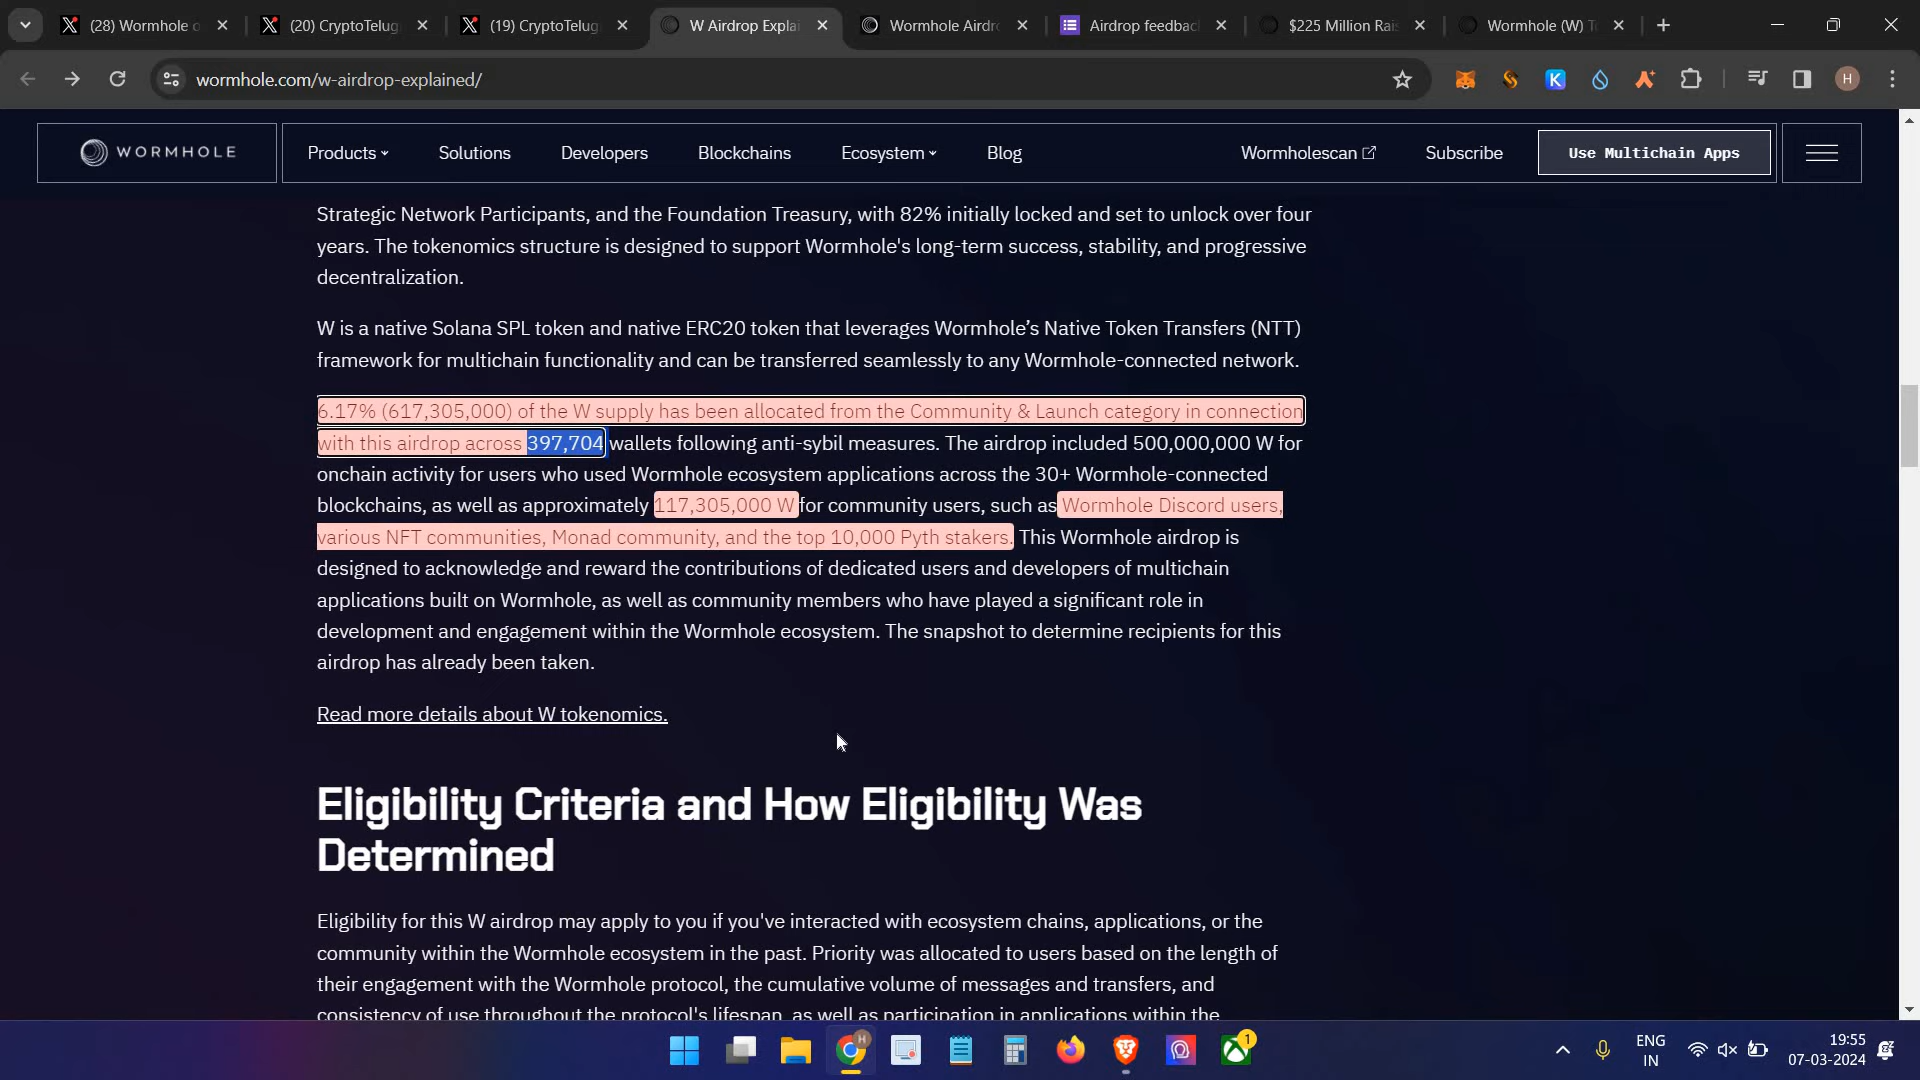 (28) Wormhole o
(20) CryptoTelug
(19) CryptoTelug
W Airdrop Explai
Wormhole Airdr
Airdrop feedbac
$225 Million Rai
Wormhole (W) T
wormhole.com/w-airdrop-explained/
H
WORMHOLE
Products
Solutions
Developers
Blockchains
Ecosystem
Blog
Wormholescan
Subscribe
Use Multichain Apps
Strategic Network Participants, and the Foundation Treasury, with 82% initially locked and set to unlock over four
years. The tokenomics structure is designed to support Wormhole's long-term success, stability, and progressive
decentralization.
W is a native Solana SPL token and native ERC20 token that leverages Wormhole’s Native Token Transfers (NTT)
framework for multichain functionality and can be transferred seamlessly to any Wormhole-connected network.
6.17% (617,305,000) of the W supply has been allocated from the Community & Launch category in connection
with this airdrop across 397,704 wallets following anti-sybil measures. The airdrop included 500,000,000 W for
onchain activity for users who used Wormhole ecosystem applications across the 30+ Wormhole-connected
blockchains, as well as approximately 117,305,000 W for community users, such as Wormhole Discord users,
various NFT communities, Monad community, and the top 10,000 Pyth stakers. This Wormhole airdrop is
designed to acknowledge and reward the contributions of dedicated users and developers of multichain
applications built on Wormhole, as well as community members who have played a significant role in
development and engagement within the Wormhole ecosystem. The snapshot to determine recipients for this
airdrop has already been taken.
Read more details about W tokenomics.
Eligibility Criteria and How Eligibility Was
Determined
Eligibility for this W airdrop may apply to you if you've interacted with ecosystem chains, applications, or the
community within the Wormhole ecosystem in the past. Priority was allocated to users based on the length of
their engagement with the Wormhole protocol, the cumulative volume of messages and transfers, and
consistency of use throughout the protocol's lifespan, as well as participation in applications within the
H
1
ENG
IN
19:55
07-03-2024